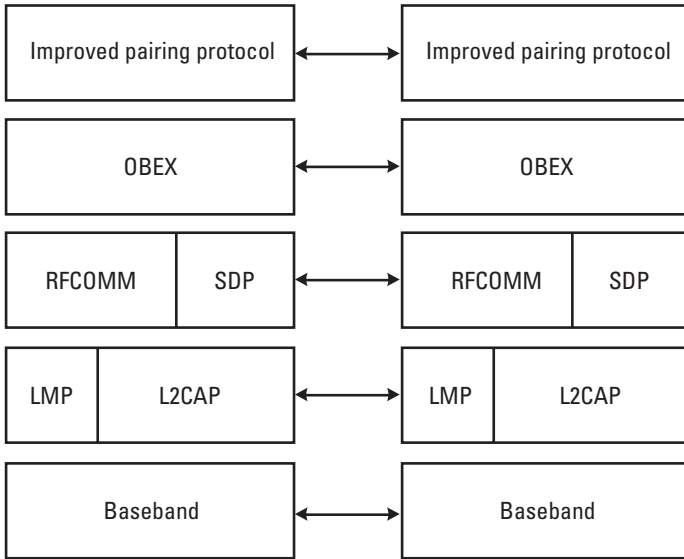 Improved pairing protocol Improved pairing protocol
OBEX OBEX
RFCOMM SDP RFCOMM SDP
LMP L2CAP LMP L2CAP
Baseband Baseband